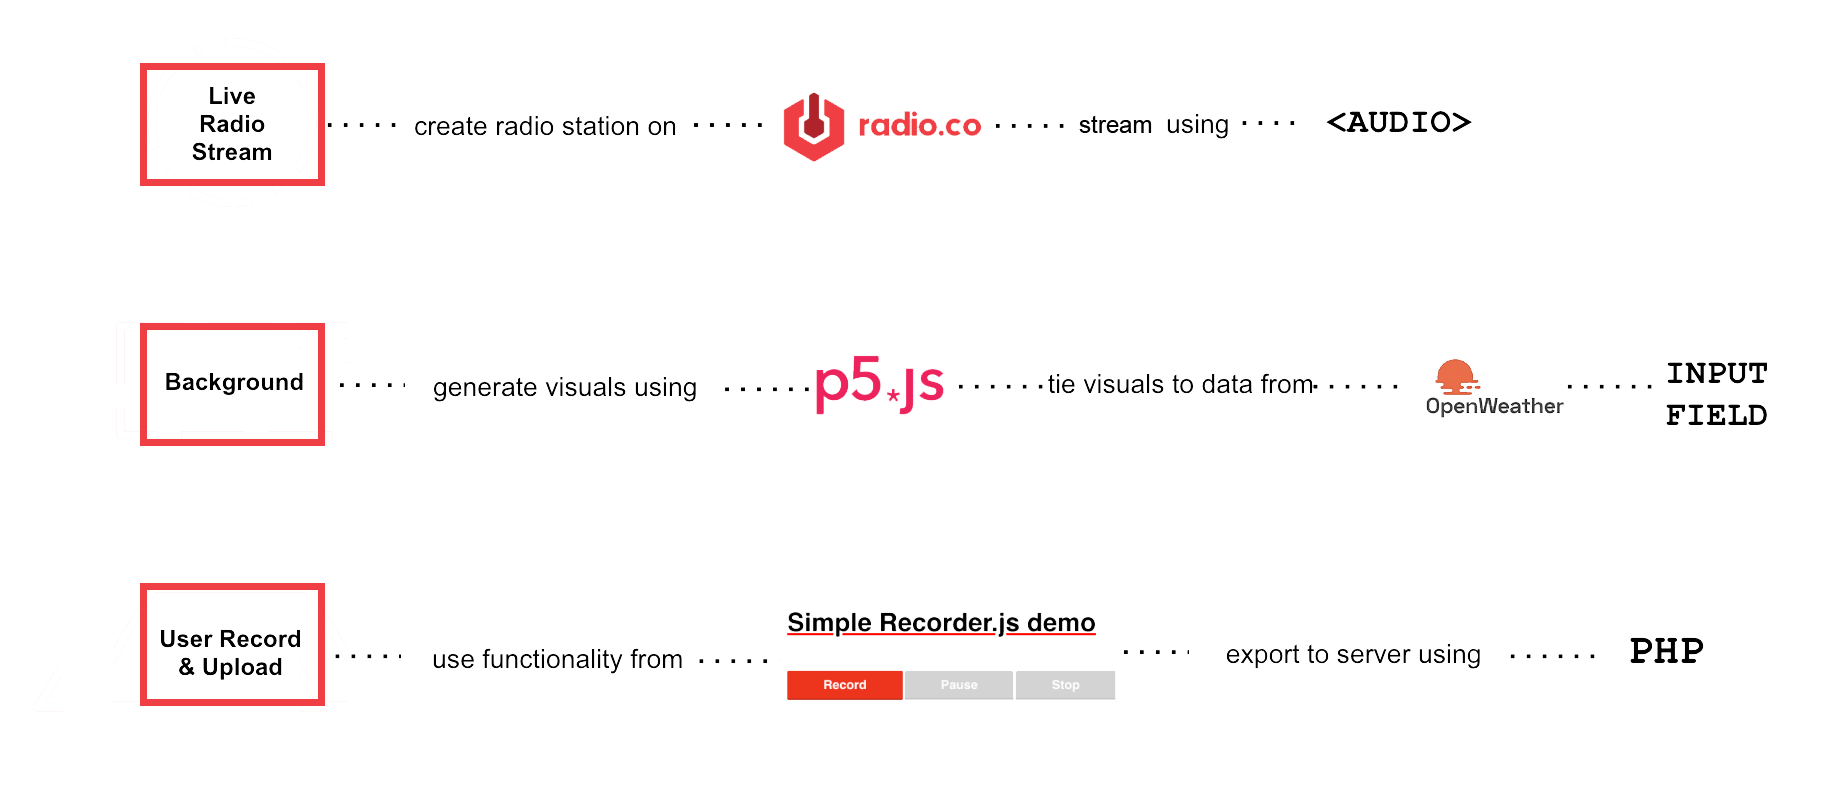 Live
Radio
Stream
create radio station on
radio.co
stream using
<AUDIO>
Background
generate visuals using
p5*JS
tie visuals to data from
OpenWeather
INPUT
FIELD
User Record
& Upload
use functionality from
Simple Recorder.js demo
Record Pause Stop
export to server using
PHP